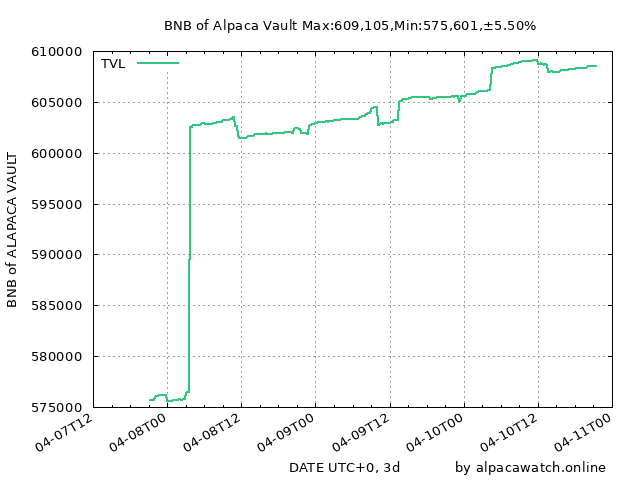 BNB of Alpaca Vault Max:609,105,Min:575,601,±5.50%
TVL
610000
605000
600000
595000
590000
585000
580000
575000
BNB of ALAPACA VAULT
04-07T12
04-08T00
04-08T12
04-09T00
04-09T12
04-10T00
04-10T12
04-11T00
DATE UTC+0, 3d
by alpacawatch.online